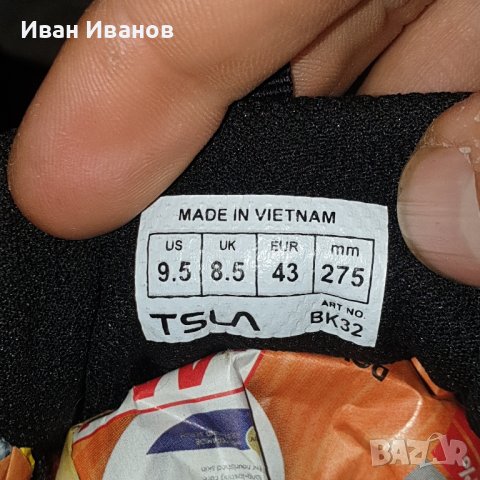 Иван Иванов
MADE IN VIETNAM
US UK EUR mm
9.5 8.5 43 275
TSLA ART NO.
BK32
BAZAR